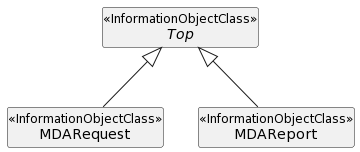 «InformationObjectClass»
Top
«InformationObjectClass»
MDARequest
«InformationObjectClass»
MDAReport